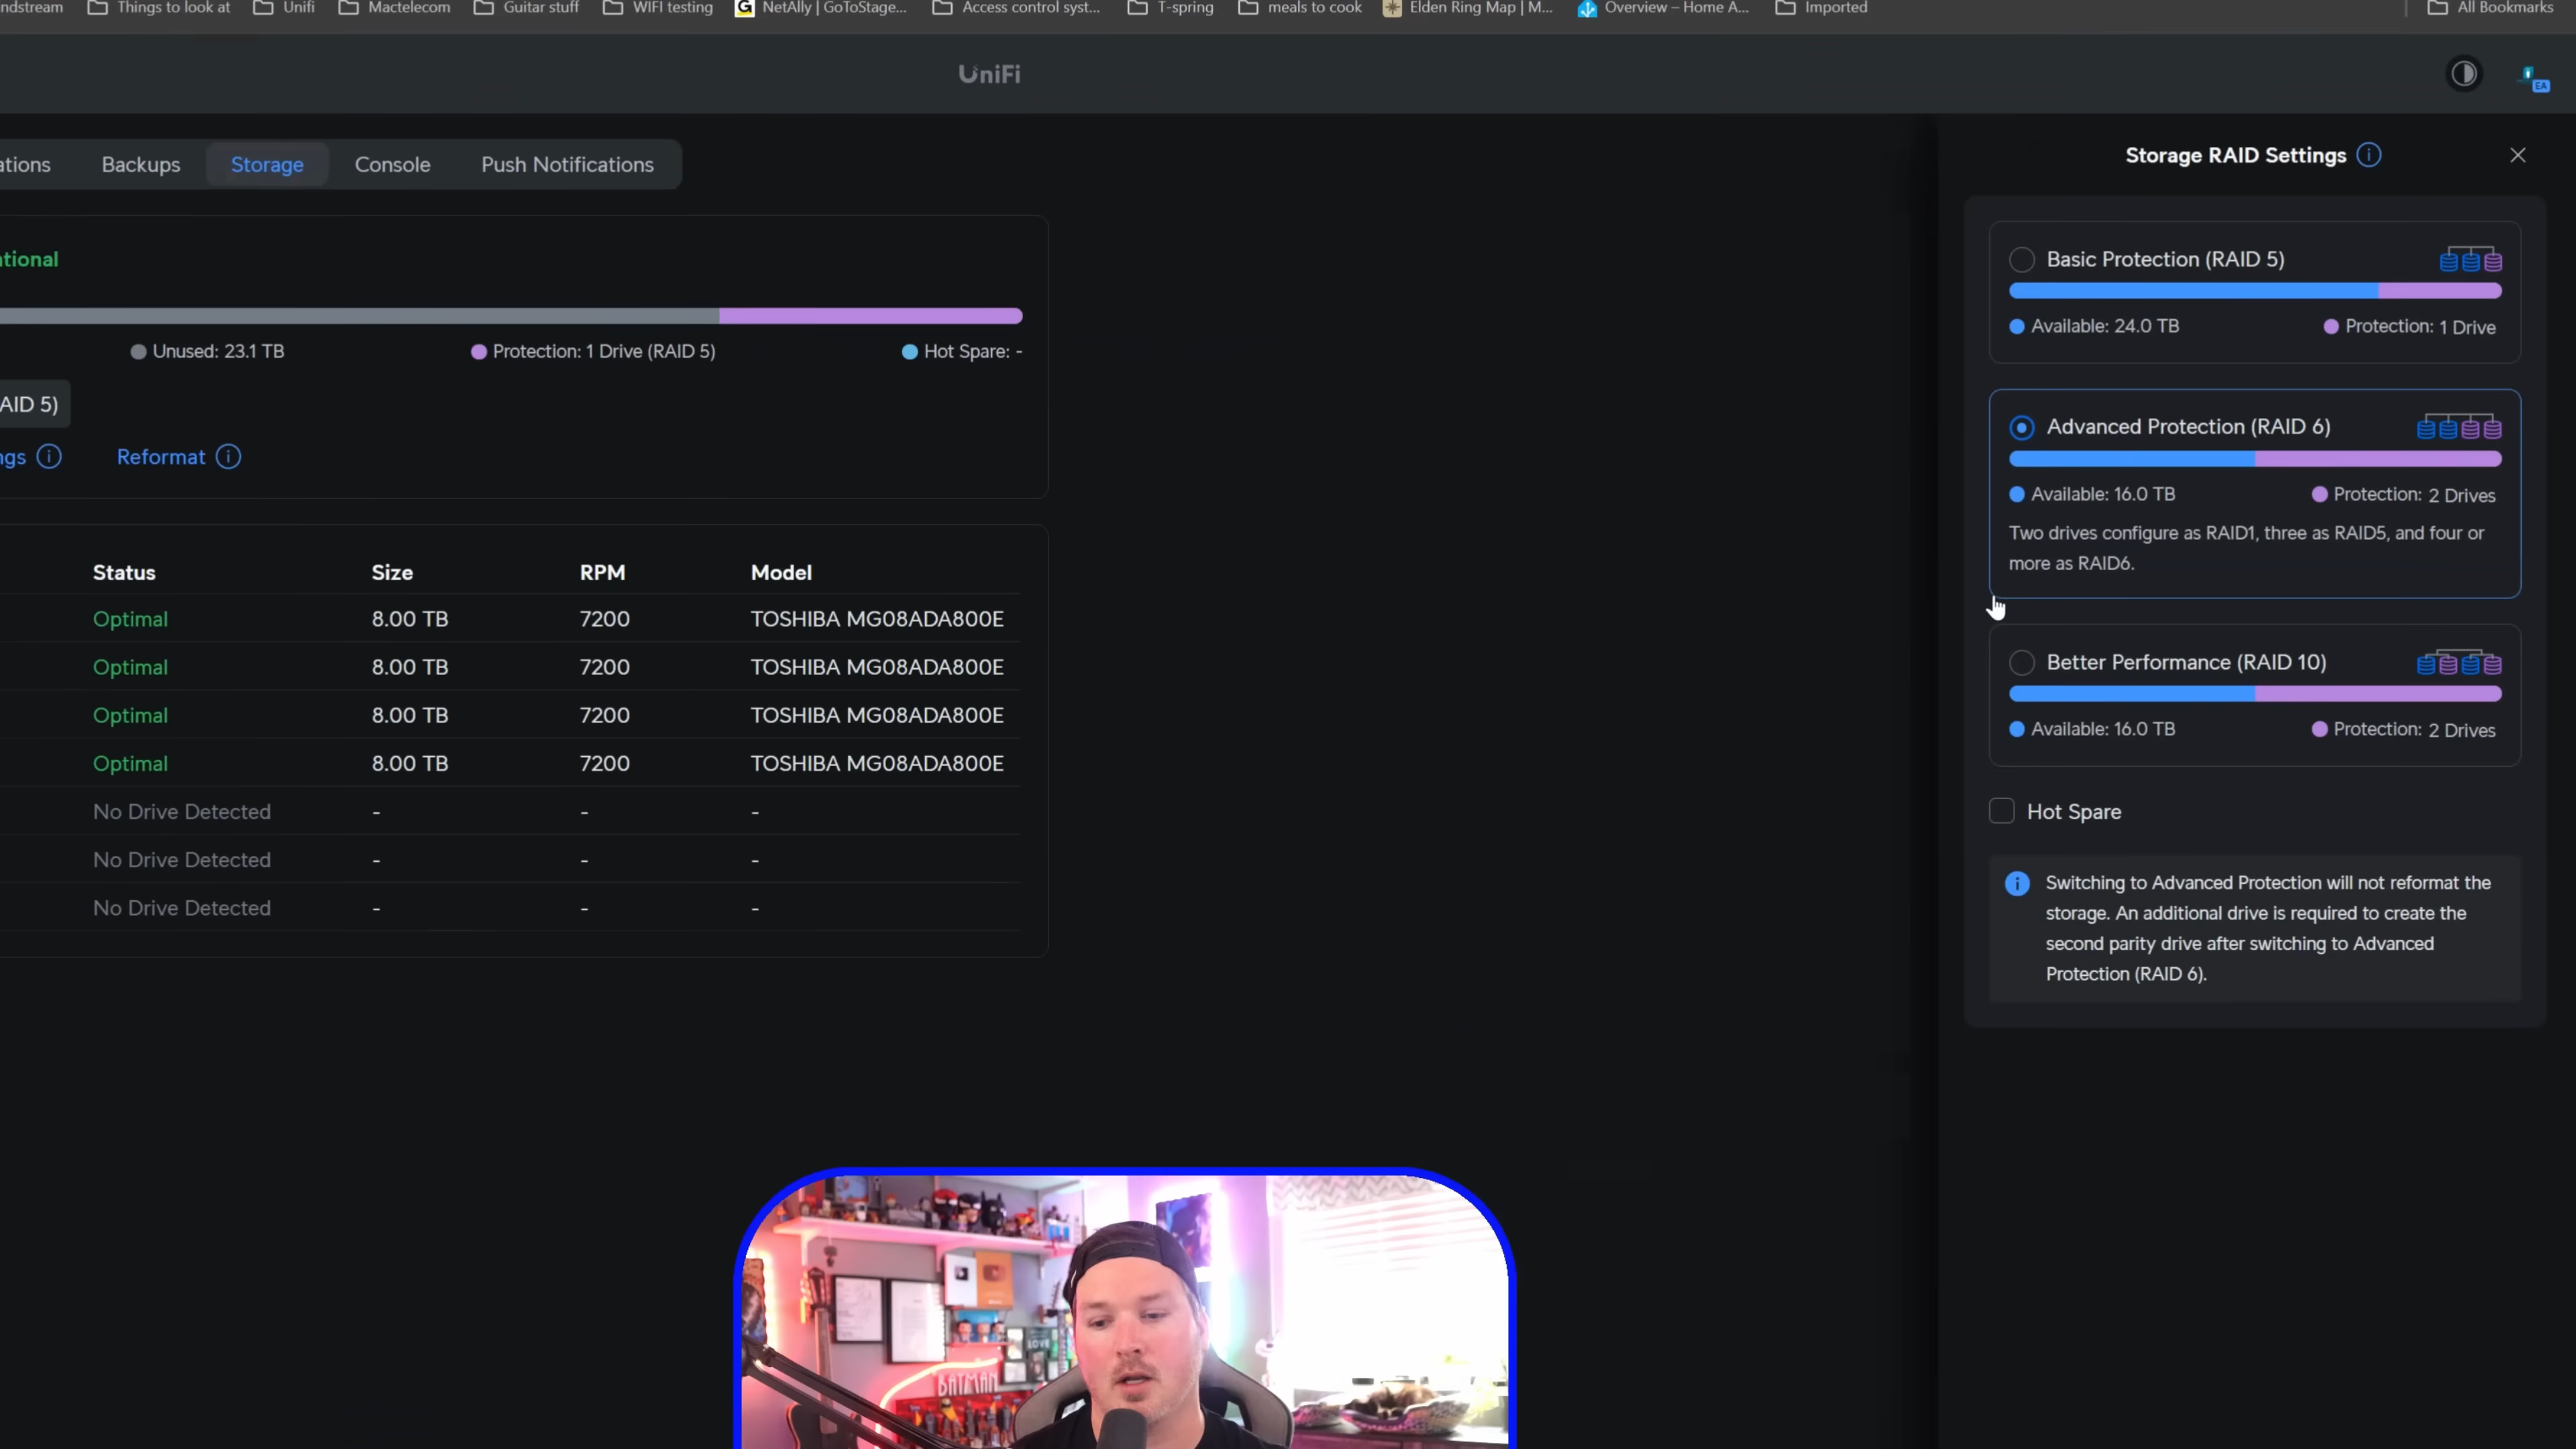 ndstream Things to look at Unifi Mactelecom Guitar stuff WIFI testing NetAlly | GoToStage... Access control syst... T-spring meals to cook Elden Ring Map | M... Overview – Home A... Imported All Bookmarks
UniFi
EA
ations Backups Storage Console Push Notifications
ational
Unused: 23.1 TB Protection: 1 Drive (RAID 5) Hot Spare: -
AID 5)
ngs Reformat
Status Size RPM Model
Optimal 8.00 TB 7200 TOSHIBA MG08ADA800E
Optimal 8.00 TB 7200 TOSHIBA MG08ADA800E
Optimal 8.00 TB 7200 TOSHIBA MG08ADA800E
Optimal 8.00 TB 7200 TOSHIBA MG08ADA800E
No Drive Detected - - -
No Drive Detected - - -
No Drive Detected - - -
Storage RAID Settings
Basic Protection (RAID 5)
Available: 24.0 TB Protection: 1 Drive
Advanced Protection (RAID 6)
Available: 16.0 TB Protection: 2 Drives
Two drives configure as RAID1, three as RAID5, and four or
more as RAID6.
Better Performance (RAID 10)
Available: 16.0 TB Protection: 2 Drives
Hot Spare
Switching to Advanced Protection will not reformat the
storage. An additional drive is required to create the
second parity drive after switching to Advanced
Protection (RAID 6).
LOVE
BATMAN